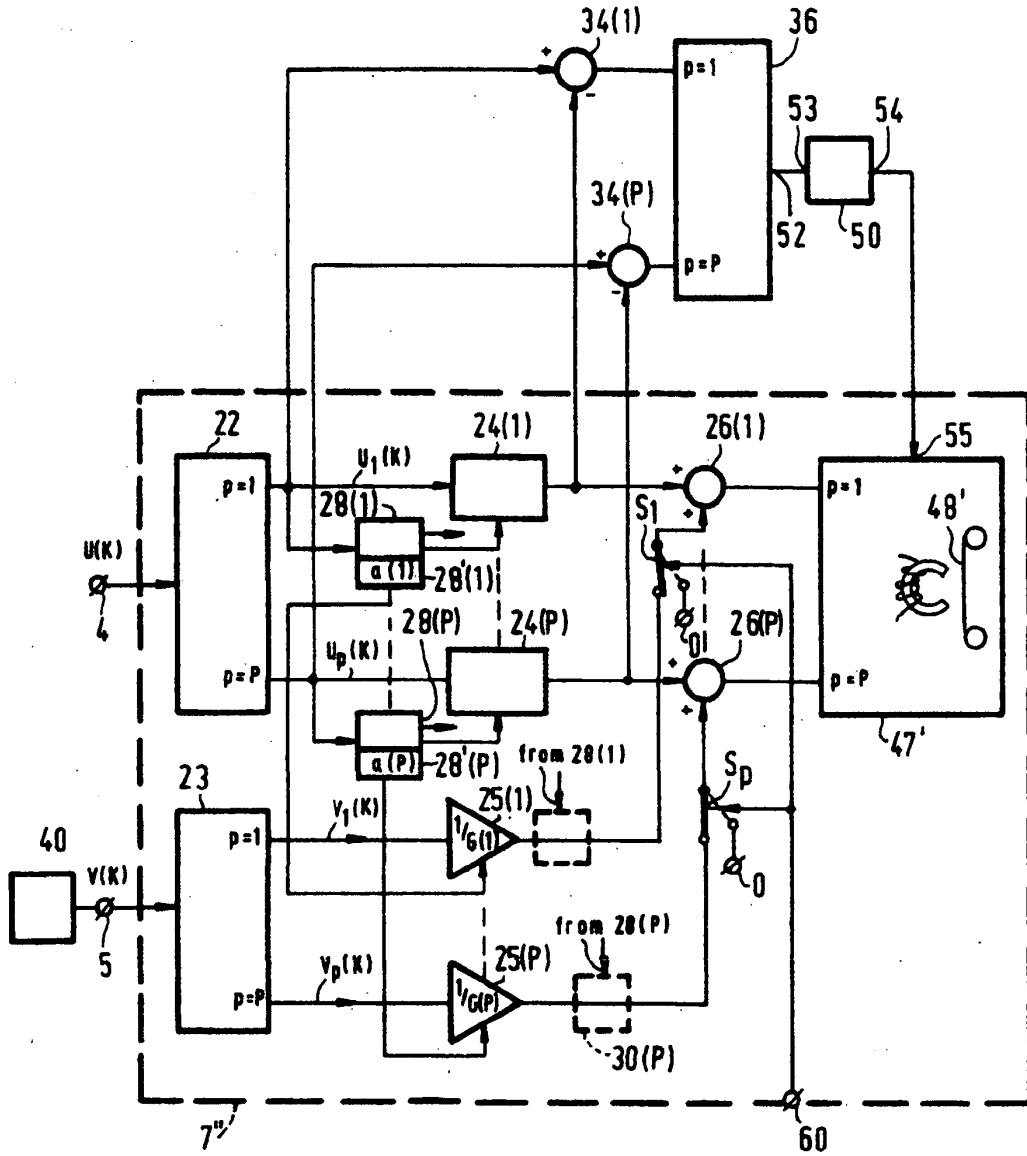 34(1)
36
+
p=1
-
53
54
34(P)
52
50
+
p=P
-
22
24(1)
26(1)
55
p=1
U₁(K)
+
p=1
28(1)
+
S1
48'
U(K)
a(1)
28'(1)
4
28(P)
24(P)
0
26(P)
p=P
Up(K)
+
p=P
+
47'
a(P)
28'(P)
from 28(1)
Sp
23
V₁(K)
25(1)
40
p=1
1/G(1)
V(K)
0
5
from 28(P)
Vp(K)
25(P)
p=P
1/G(P)
30(P)
7"
60